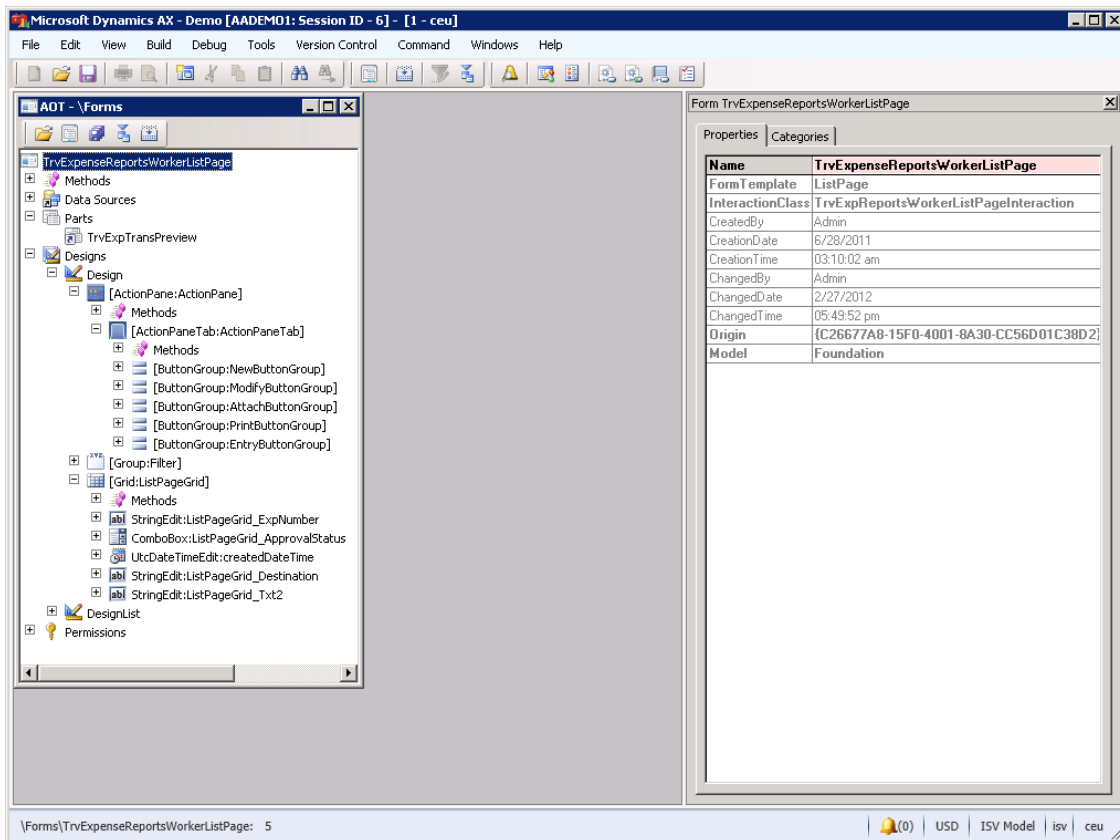 Microsoft Dynamics AX - Demo [AADEMO1: Session ID - 6] - [1 - ceu]
File Edit View Build Debug Tools Version Control Command Windows Help
AOT - \Forms
TrvExpenseReportsWorkerListPage
Methods
Data Sources
Parts
TrvExpTransPreview
Designs
Design
[ActionPane:ActionPane]
Methods
[ActionPaneTab:ActionPaneTab]
Methods
[ButtonGroup:NewButtonGroup]
[ButtonGroup:ModifyButtonGroup]
[ButtonGroup:AttachButtonGroup]
[ButtonGroup:PrintButtonGroup]
[ButtonGroup:EntryButtonGroup]
[Group:Filter]
[Grid:ListPageGrid]
Methods
StringEdit:ListPageGrid_ExpNumber
ComboBox:ListPageGrid_ApprovalStatus
UtcDateTimeEdit:createdDateTime
StringEdit:ListPageGrid_Destination
StringEdit:ListPageGrid_Txt2
DesignList
Permissions
Form TrvExpenseReportsWorkerListPage
Properties Categories
Name TrvExpenseReportsWorkerListPage
FormTemplate ListPage
InteractionClass TrvExpReportsWorkerListPageInteraction
CreatedBy Admin
CreationDate 6/28/2011
CreationTime 03:10:02 am
ChangedBy Admin
ChangedDate 2/27/2012
ChangedTime 05:49:52 pm
Origin {C26677A8-15F0-4001-8A30-CC56D01C38D2}
Model Foundation
\Forms\TrvExpenseReportsWorkerListPage: 5
(0) USD ISV Model isv ceu